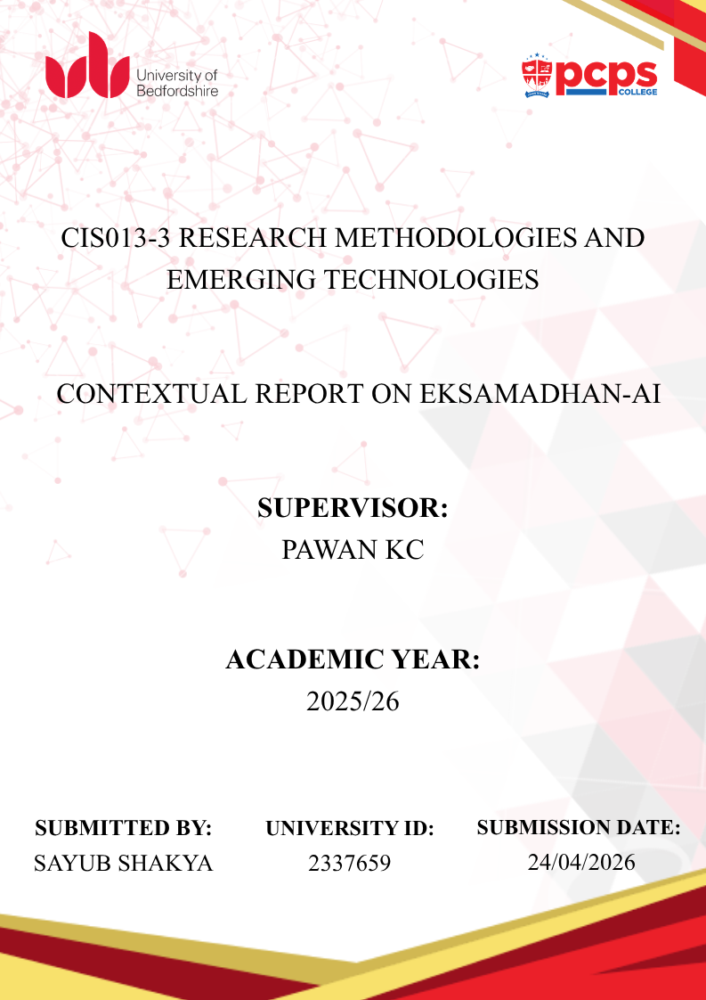 University of
Bedfordshire
pcps
COLLEGE
CIS013-3 RESEARCH METHODOLOGIES AND
EMERGING TECHNOLOGIES
CONTEXTUAL REPORT ON EKSAMADHAN-AI
SUPERVISOR:
PAWAN KC
ACADEMIC YEAR:
2025/26
SUBMITTED BY:
SAYUB SHAKYA
UNIVERSITY ID:
2337659
SUBMISSION DATE:
24/04/2026